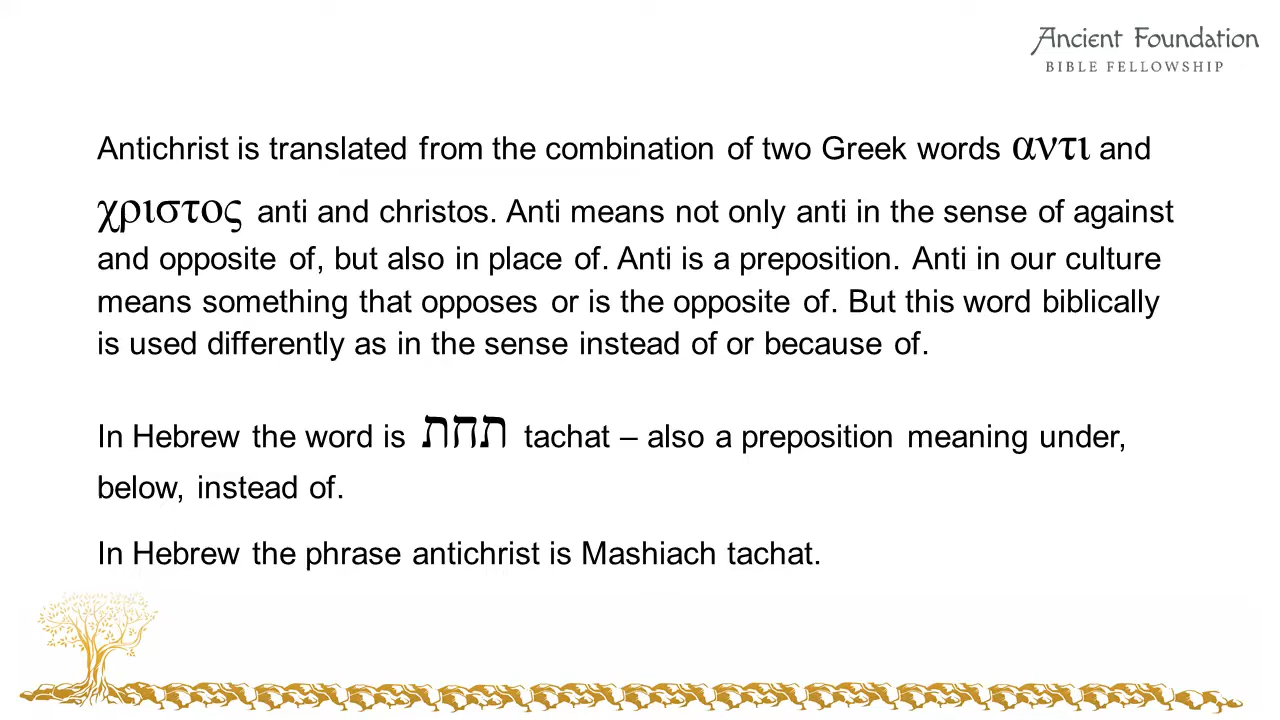 Ancient Foundation
BIBLE FELLOWSHIP
Antichrist is translated from the combination of two Greek words αντι and
χριστος anti and christos. Anti means not only anti in the sense of against
and opposite of, but also in place of. Anti is a preposition. Anti in our culture
means something that opposes or is the opposite of. But this word biblically
is used differently as in the sense instead of or because of.
In Hebrew the word is תחת tachat – also a preposition meaning under,
below, instead of.
In Hebrew the phrase antichrist is Mashiach tachat.